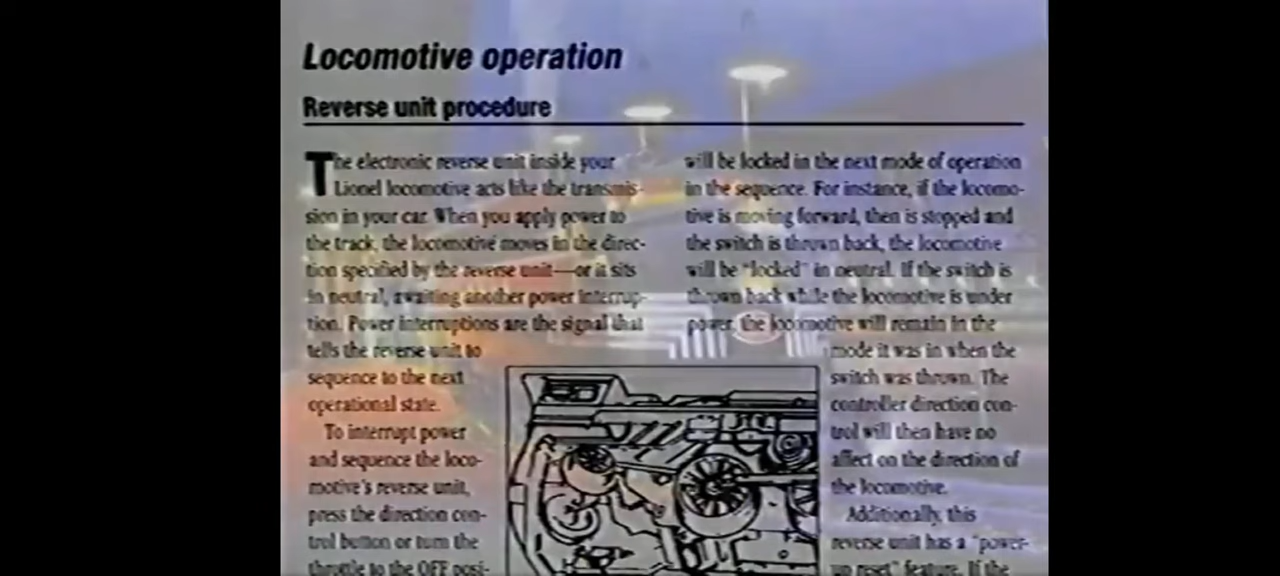 Locomotive operation
Reverse unit procedure
The electronic reverse unit inside your
Lionel locomotive acts like the transmis-
sion in your car. When you apply power to
the track, the locomotive moves in the direc-
tion specified by the reverse unit—or it sits
in neutral, awaiting another power interrup-
tion. Power interruptions are the signal that
tells the reverse unit to
sequence to the next
operational state.
To interrupt power
and sequence the loco-
motive's reverse unit,
press the direction con-
trol button or turn the
throttle to the OFF posi-
will be locked in the next mode of operation
in the sequence. For instance, if the locomo-
tive is moving forward, then is stopped and
the switch is thrown back, the locomotive
will be "locked" in neutral. If the switch is
thrown back while the locomotive is under
power, the locomotive will remain in the
mode it was in when the
switch was thrown. The
controller direction con-
trol will then have no
affect on the direction of
the locomotive.
Additionally, this
reverse unit has a "power-
up reset" feature. If the